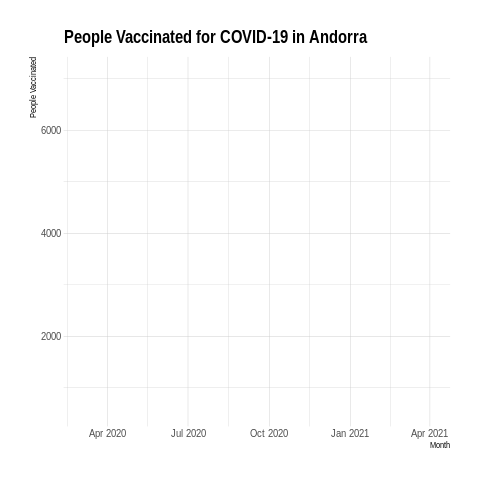 People Vaccinated for COVID-19 in Andorra
People Vaccinated
6000
4000
2000
Apr 2020 Jul 2020 Oct 2020 Jan 2021 Apr 2021
Month